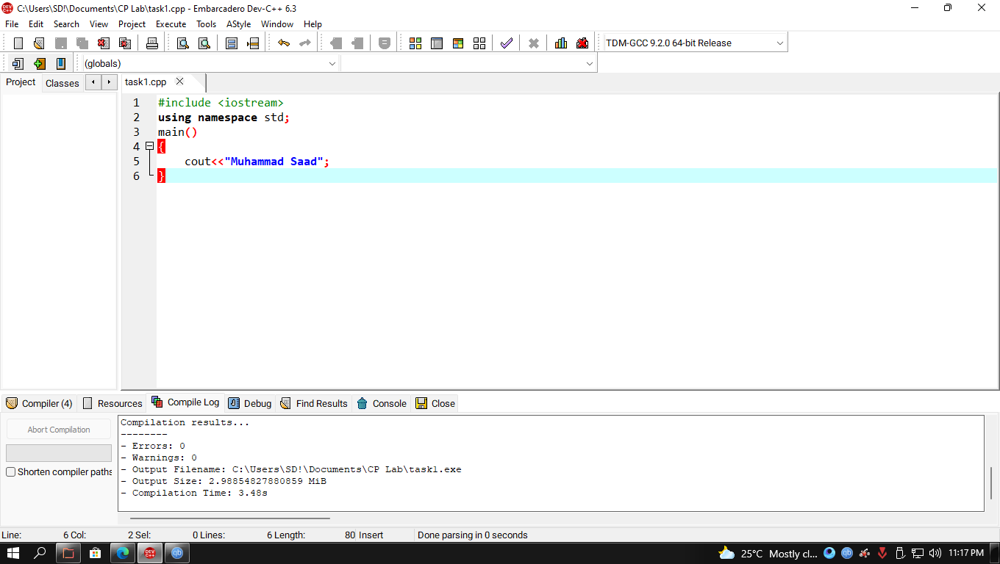 C:\Users\SD!\Documents\CP Lab\task1.cpp - Embarcadero Dev-C++ 6.3
File Edit Search View Project Execute Tools AStyle Window Help
TDM-GCC 9.2.0 64-bit Release
(globals)
Project Classes task1.cpp
1 #include <iostream>
2 using namespace std;
3 main()
4 {
5 cout<<"Muhammad Saad";
6 }
Compiler (4) Resources Compile Log Debug Find Results Console Close
Abort Compilation
Shorten compiler paths
Compilation results...
--------
- Errors: 0
- Warnings: 0
- Output Filename: C:\Users\SD!\Documents\CP Lab\task1.exe
- Output Size: 2.98854827880859 MiB
- Compilation Time: 3.48s
Line: 6 Col: 2 Sel: 0 Lines: 6 Length: 80 Insert Done parsing in 0 seconds
25°C Mostly cl... 11:17 PM